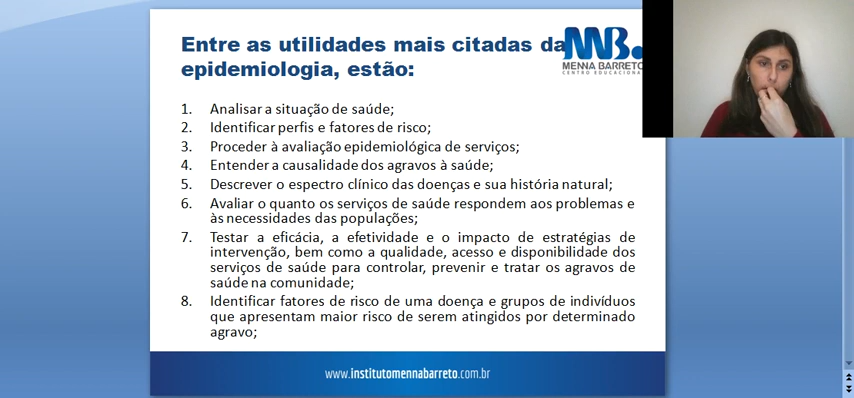 Entre as utilidades mais citadas da
epidemiologia, estão:
MB.
MENNA BARRETO
CENTRO EDUCACIONAL
1. Analisar a situação de saúde;
2. Identificar perfis e fatores de risco;
3. Proceder à avaliação epidemiológica de serviços;
4. Entender a causalidade dos agravos à saúde;
5. Descrever o espectro clínico das doenças e sua história natural;
6. Avaliar o quanto os serviços de saúde respondem aos problemas e
às necessidades das populações;
7. Testar a eficácia, a efetividade e o impacto de estratégias de
intervenção, bem como a qualidade, acesso e disponibilidade dos
serviços de saúde para controlar, prevenir e tratar os agravos de
saúde na comunidade;
8. Identificar fatores de risco de uma doença e grupos de indivíduos
que apresentam maior risco de serem atingidos por determinado
agravo;
www.institutomennabarreto.com.br